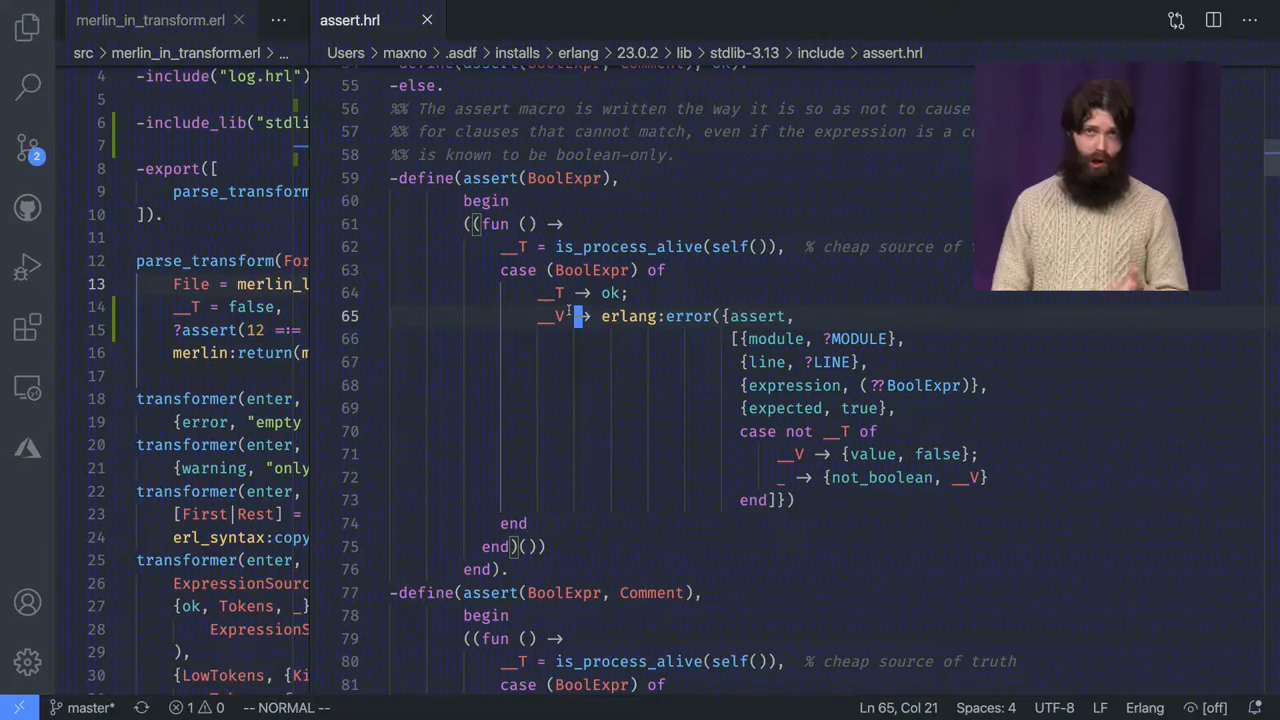 merlin_in_transform.erl
assert.hrl
src > merlin_in_transform.erl > ...
Users > maxno > .asdf > installs > erlang > 23.0.2 > lib > stdlib-3.13 > include > assert.hrl
4 -include("log.hrl")
5
6 -include_lib("stdli
7
8 -export([
9 parse_transform
10 ]).
11
12 parse_transform(For
13 File = merlin_l
14 __T = false,
15 ?assert(12 =:=
16 merlin:return(m
17
18 transformer(enter,
19 {error, "empty
20 transformer(enter,
21 {warning, "only
22 transformer(enter,
23 [First|Rest] =
24 erl_syntax:copy
25 transformer(enter,
26 ExpressionSour
27 {ok, Tokens, _}
28 ExpressionS
29 ),
30 {LowTokens, {Ki
55 -else.
56 %% The assert macro is written the way it is so as not to cause
57 %% for clauses that cannot match, even if the expression is a co
58 %% is known to be boolean-only.
59 -define(assert(BoolExpr),
60 begin
61 ((fun () ->
62 __T = is_process_alive(self()), % cheap source of t
63 case (BoolExpr) of
64 __T -> ok;
65 __V -> erlang:error({assert,
66 [{module, ?MODULE},
67 {line, ?LINE},
68 {expression, (??BoolExpr)},
69 {expected, true},
70 case not __T of
71 __V -> {value, false};
72 _ -> {not_boolean, __V}
73 end]})
74 end
75 end)())
76 end).
77 -define(assert(BoolExpr, Comment),
78 begin
79 ((fun () ->
80 __T = is_process_alive(self()), % cheap source of truth
81 case (BoolExpr) of
2
master* 1 0 -- NORMAL -- Ln 65, Col 21 Spaces: 4 UTF-8 LF Erlang [off]